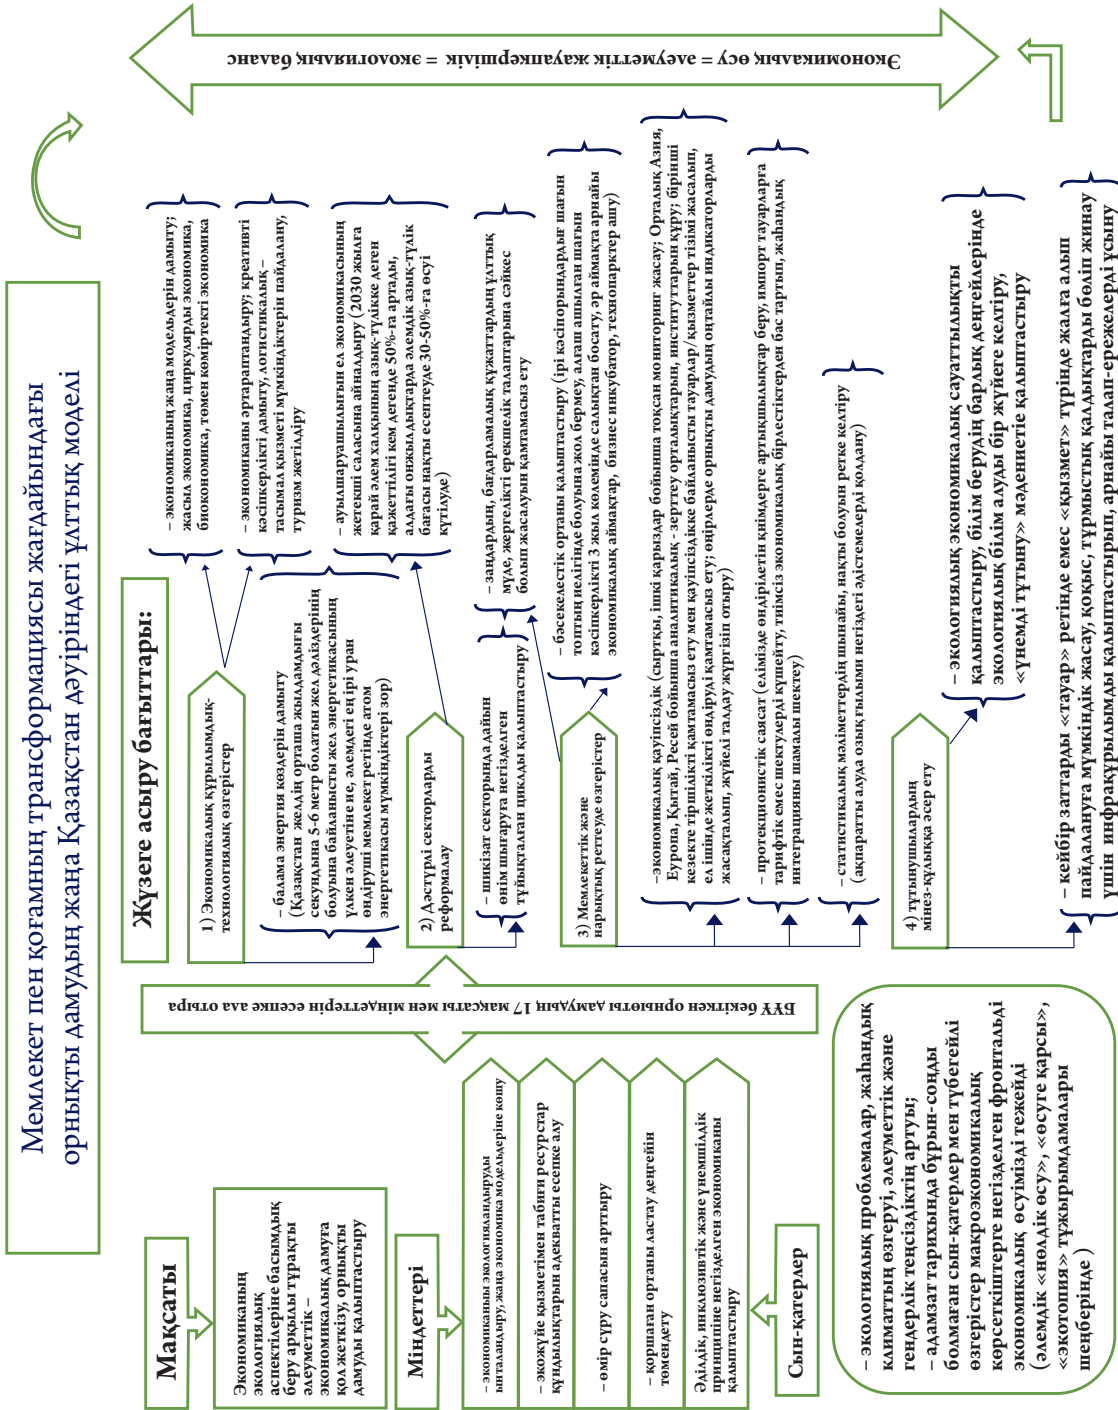 Мемлекет пен қоғамның трансформациясы жағдайындағы
орнықты дамудың жаңа Қазақстан дәуіріндегі ұлттық моделі
Мақсаты
Экономиканың
экологиялық
аспектілеріне басымдық
беру арқылы тұрақты
әлеуметтік –
экономикалық дамуға
қол жеткізу, орнықты
дамуды қалыптастыру
Міндеттері
– экономиканы экологияландыруды
ынталандыру, жаңа экономика модельдеріне көшу
– экожүйе қызметімен табиғи ресурстар
құндылықтарын адекватты есепке алу
– өмір сүру сапасын арттыру
– қоршаған ортаны ластау деңгейін
төмендету
Әділдік, инклюзивтік және үнемшілдік
принципіне негізделген экономиканы
қалыптастыру
Сын-қатерлер
– экологиялық проблемалар, жаһандық
климаттың өзгеруі, әлеуметтік және
гендерлік теңсіздіктің артуы;
– адамзат тарихында бұрын-соңды
болмаған сын-қатерлер мен түбегейлі
өзгерістер макроэкономикалық
көрсеткіштерге негізделген фронтальді
экономикалық өсуімізді тежейді
(әлемдік «нөлдік өсу», «өсуге қарсы»,
«экотопия» тұжырымдамалары
шеңберінде )
БҰҰ бекіткен орнықты дамудың 17 мақсаты мен міндеттерін есепке ала отыра
Жүзеге асыру бағыттары:
1) Экономикалық құрылымдық-
технологиялық өзгерістер
– экономиканың жаңа модельдерін дамыту;
жасыл экономика, циркулярды экономика,
биоэкономика, төмен көміртекті экономика
– экономиканы әртараптандыру; креативті
кәсіпкерлікті дамыту, логистикалық –
тасымал қызметі мүмкіндіктерін пайдалану,
туризм жетілдіру
– балама энергия көздерін дамыту
(Қазақстан желдің орташа жылдамдығы
секундына 5-6 метр болатын жел дәліздерінің
болуына байланысты жел энергетикасының
үлкен әлеуетіне ие, әлемдегі ең ірі уран
өндіруші мемлекет ретінде атом
энергетикасы мүмкіндіктері зор)
2) Дәстүрлі секторларды
реформалау
– ауылшаруашылығын ел экономикасының
жетекші саласына айналдыру (2030 жылға
қарай әлем халқының азық-түлікке деген
қажеттілігі кем дегенде 50%-ға артады,
алдағы онжылдықтарда әлемдік азық-түлік
бағасы нақты есептеуде 30-50%-ға өсуі
күтілуде)
– шикізат секторында дайын
өнім шығаруға негізделген
тұйықталған циклды қалыптастыру
3) Мемлекеттік және
нарықтық реттеуде өзгерістер
– заңдардың, бағдарламалық құжаттардың ұлттық
мүде, жергелікті ерекшелік талаптарына сәйкес
болып жасалуын қамтамасыз ету
– бәсекелестік ортаны қалыптастыру (ірі кәсіпорындардың шағын
топтың иелігінде болуына жол бермеу, алғаш ашылған шағын
кәсіпкерлікті 3 жыл көлемінде салықтан босату, әр аймақта арнайы
экономикалық аймақтар, бизнес инкубатор, технопарктер ашу)
–экономикалық қауіпсіздік (сыртқы, ішкі қарыздар бойынша тоқсан мониторинг жасау; Орталық Азия,
Еуропа, Қытай, Ресей бойынша аналитикалық - зерттеу орталықтарын, институттарын құру; бірінші
кезекте тіршілікті қамтамасыз ету мен қауіпсіздікке байланысты тауарлар/қызметтер тізімі жасалып,
ел ішінде жеткілікті өндіруді қамтамасыз ету; өңірлерде орнықты дамудың оңтайлы индикаторларды
жасақталып, жүйелі талдау жүргізіп отыру)
– протекционистік саясат (елімізде өндірілетін өнімдерге артықшылықтар беру, импорт тауарларға
тарифтік емес шектулерді күшейту, тиімсіз экономикалық бірлестіктерден бас тартып, жаһандық
интеграцияны шамалы шектеу)
– статистикалық мәліметтердің шынайы, нақты болуын ретке келтіру
(ақпаратты алуда озық ғылыми негіздегі әдістемелерді қолдану)
4) тұтынушылардың
мінез-құлыққа әсер ету
– экологиялық экономикалық сауаттылықты
қалыптастыру, білім берудің барлық деңгейлерінде
экологиялық білім алуды бір жүйеге келтіру,
«үнемді тұтыну» мәдениетіе қалыптастыру
– кейбір заттарды «тауар» ретінде емес «қызмет» түрінде жалға алып
пайдалануға мүмкіндік жасау, қоқыс, тұрмыстық қалдықтарды бөліп жинау
үшін инфрақұрылымды қалыптастырып, арнайы талап-ережелерді ұсыну
Экономикалық өсу = әлеуметтік жауапкершілік = экологиялық баланс